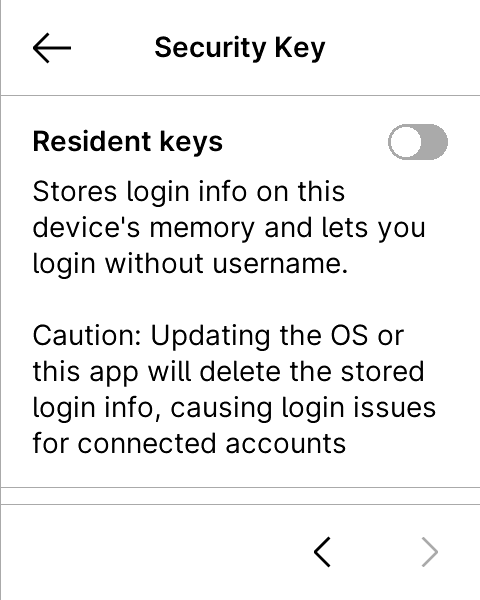 Security Key
Resident keys
Stores login info on this
device's memory and lets you
login without username.
Caution: Updating the OS or
this app will delete the stored
login info, causing login issues
for connected accounts